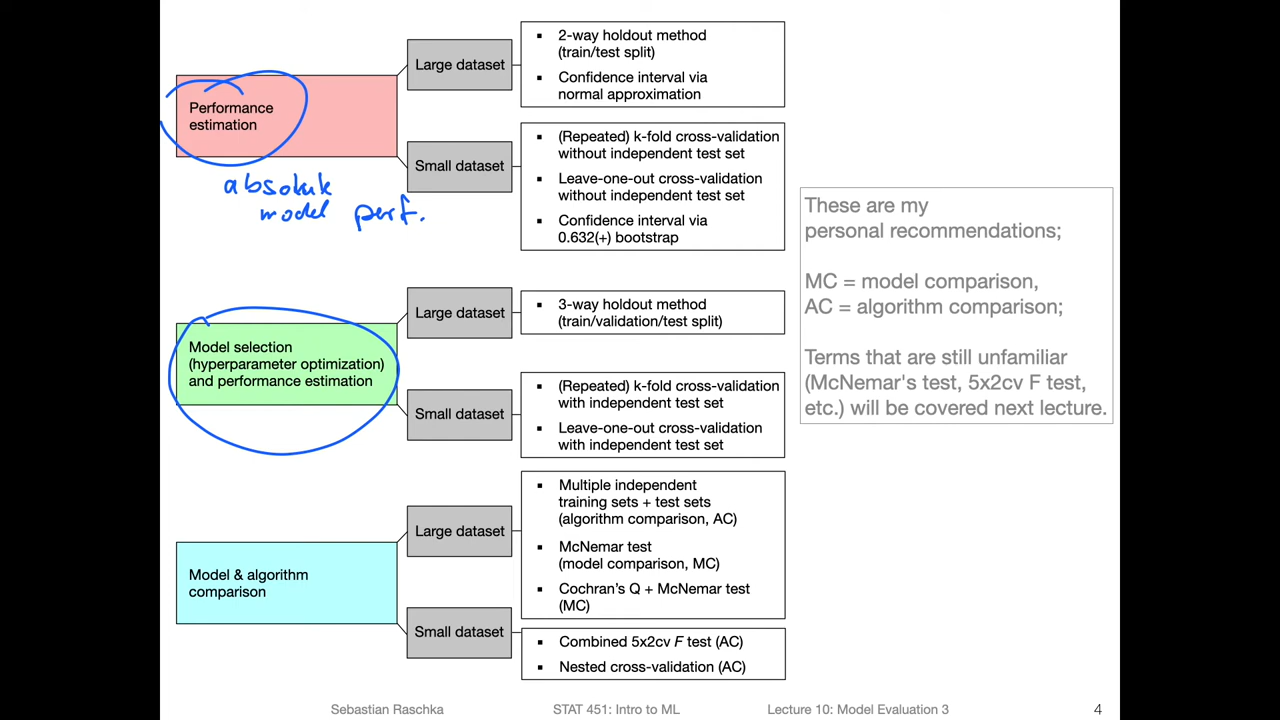 Performance
estimation
absolute
model perf.
Large dataset
▪ 2-way holdout method
(train/test split)
▪ Confidence interval via
normal approximation
Small dataset
▪ (Repeated) k-fold cross-validation
without independent test set
▪ Leave-one-out cross-validation
without independent test set
▪ Confidence interval via
0.632(+) bootstrap
Model selection
(hyperparameter optimization)
and performance estimation
Large dataset
▪ 3-way holdout method
(train/validation/test split)
Small dataset
▪ (Repeated) k-fold cross-validation
with independent test set
▪ Leave-one-out cross-validation
with independent test set
Model & algorithm
comparison
Large dataset
▪ Multiple independent
training sets + test sets
(algorithm comparison, AC)
▪ McNemar test
(model comparison, MC)
▪ Cochran’s Q + McNemar test
(MC)
Small dataset
▪ Combined 5x2cv F test (AC)
▪ Nested cross-validation (AC)
These are my
personal recommendations;
MC = model comparison,
AC = algorithm comparison;
Terms that are still unfamiliar
(McNemar's test, 5x2cv F test,
etc.) will be covered next lecture.
Sebastian Raschka STAT 451: Intro to ML Lecture 10: Model Evaluation 3 4